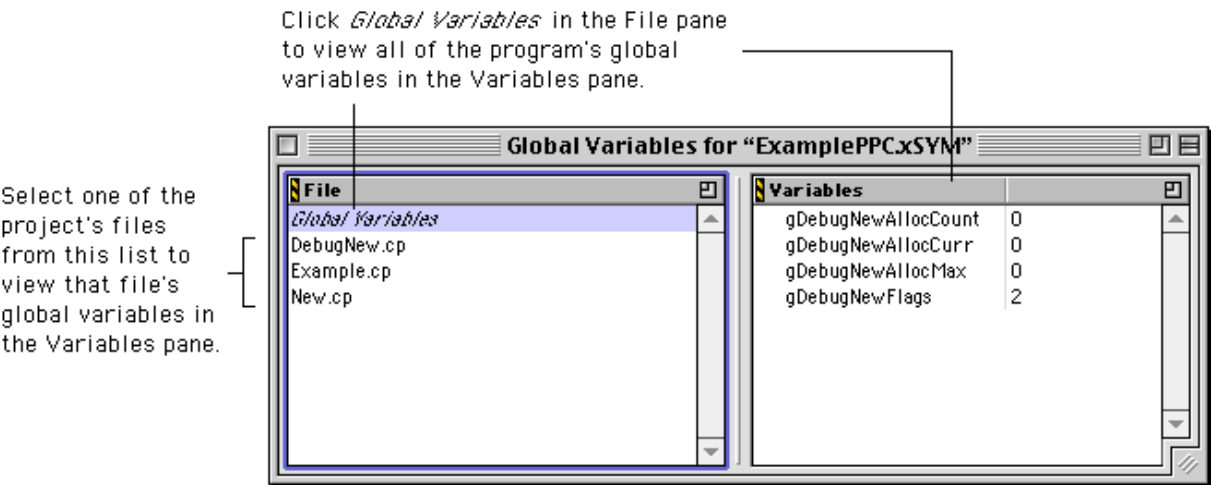 Click Global Variables in the File pane
to view all of the program's global
variables in the Variables pane.
Select one of the
project's files
from this list to
view that file's
global variables in
the Variables pane.
Global Variables for “ExamplePPC.xSYM”
File
Global Variables
DebugNew.cp
Example.cp
New.cp
Variables
gDebugNewAllocCount 0
gDebugNewAllocCurr 0
gDebugNewAllocMax 0
gDebugNewFlags 2